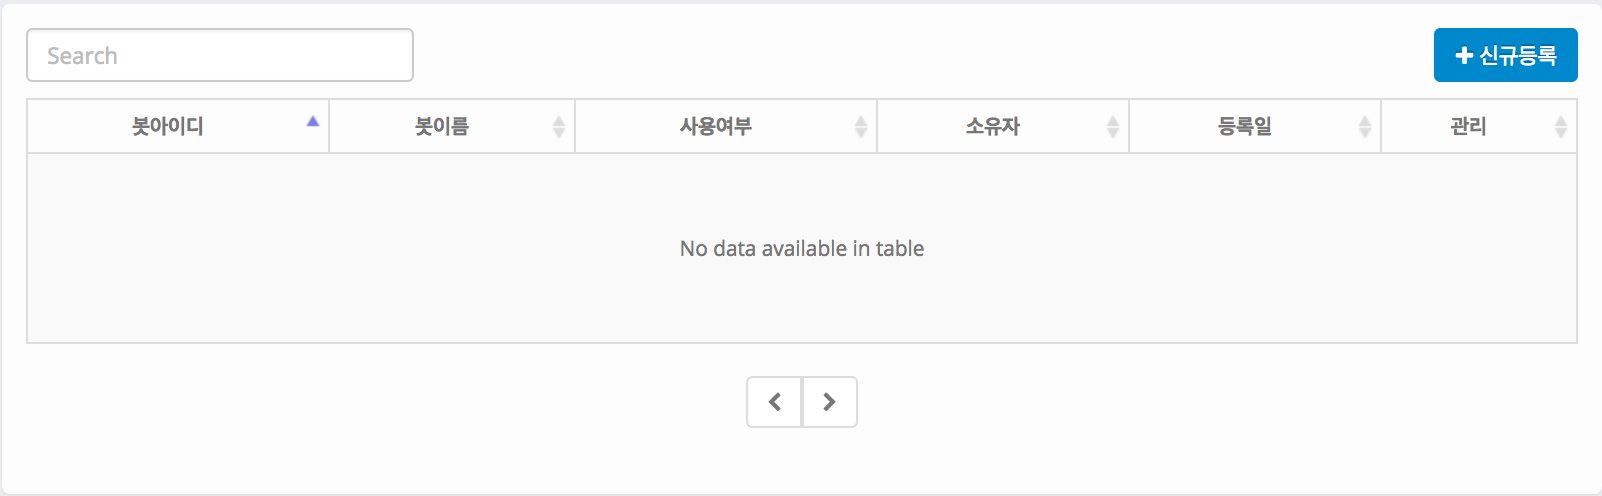 Search
신규등록
봇아이디 봇이름 사용여부 소유자 등록일 관리
No data available in table